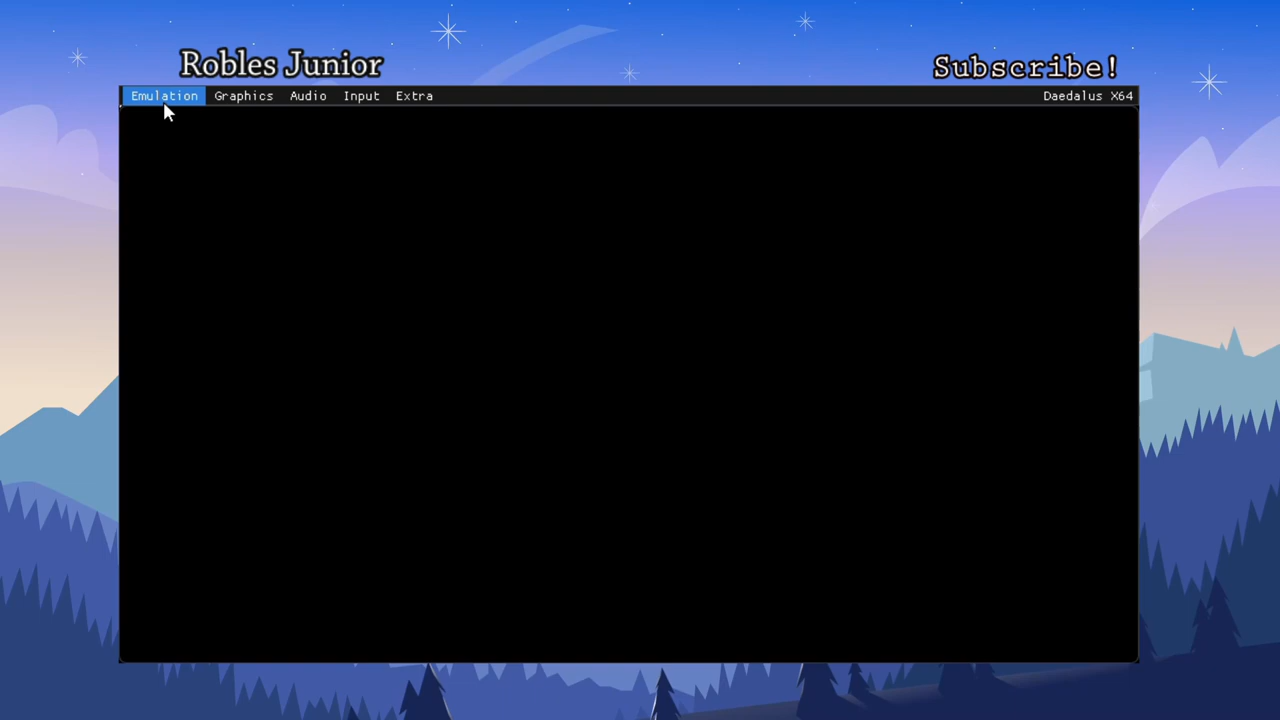 Robles Junior
Subscribe!
Emulation Graphics Audio Input Extra Daedalus X64